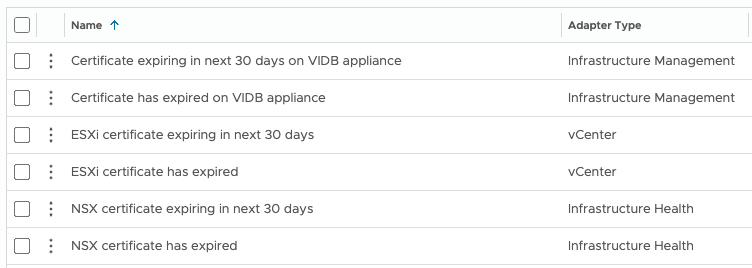 Name ↑ Adapter Type
Certificate expiring in next 30 days on VIDB appliance Infrastructure Management
Certificate has expired on VIDB appliance Infrastructure Management
ESXi certificate expiring in next 30 days vCenter
ESXi certificate has expired vCenter
NSX certificate expiring in next 30 days Infrastructure Health
NSX certificate has expired Infrastructure Health